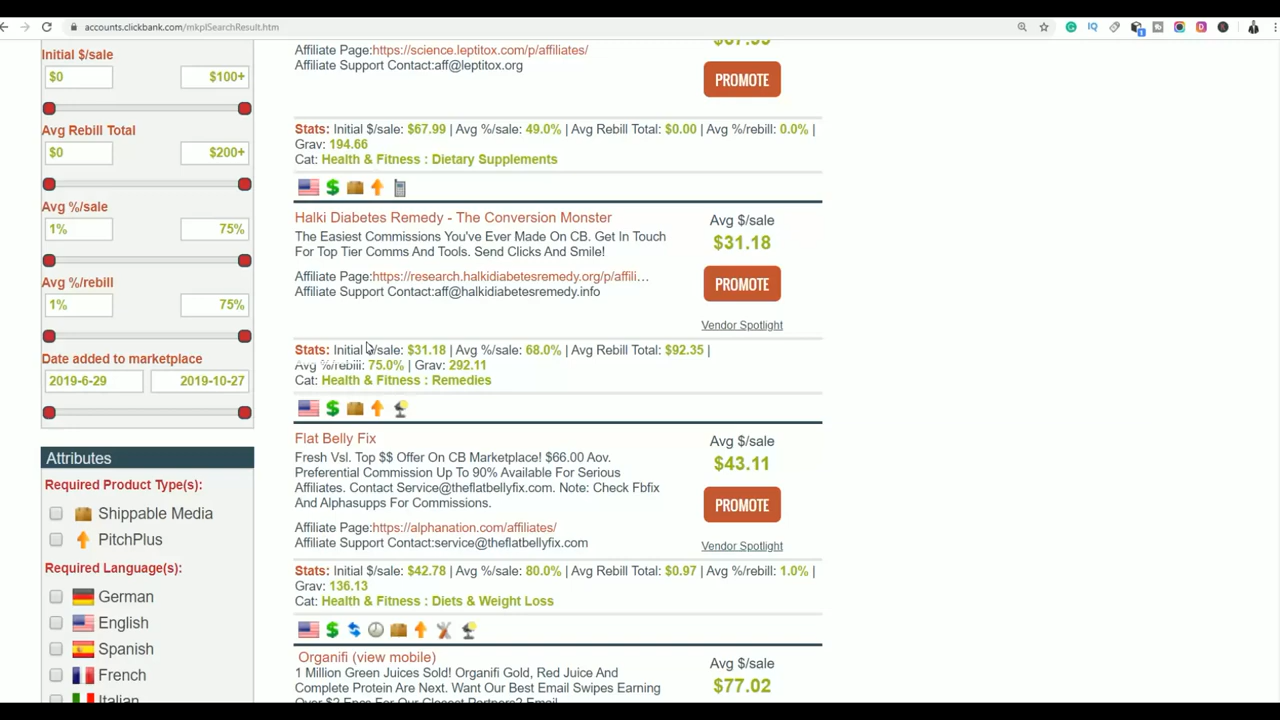 accounts.clickbank.com/mkplSearchResult.htm
Initial $/sale
$0 $100+
Avg Rebill Total
$0 $200+
Avg %/sale
1% 75%
Avg %/rebill
1% 75%
Date added to marketplace
2019-6-29 2019-10-27
Attributes
Required Product Type(s):
Shippable Media
PitchPlus
Required Language(s):
German
English
Spanish
French
Italian
Affiliate Page:https://science.leptitox.com/p/affiliates/
Affiliate Support Contact:aff@leptitox.org
PROMOTE
Stats: Initial $/sale: $67.99 | Avg %/sale: 49.0% | Avg Rebill Total: $0.00 | Avg %/rebill: 0.0% |
Grav: 194.66
Cat: Health & Fitness : Dietary Supplements
Halki Diabetes Remedy - The Conversion Monster
The Easiest Commissions You've Ever Made On CB. Get In Touch
For Top Tier Comms And Tools. Send Clicks And Smile!
Affiliate Page:https://research.halkidiabetesremedy.org/p/affili…
Affiliate Support Contact:aff@halkidiabetesremedy.info
Avg $/sale
$31.18
PROMOTE
Vendor Spotlight
Stats: Initial $/sale: $31.18 | Avg %/sale: 68.0% | Avg Rebill Total: $92.35 |
Avg %/rebill: 75.0% | Grav: 292.11
Cat: Health & Fitness : Remedies
Flat Belly Fix
Fresh Vsl. Top $$ Offer On CB Marketplace! $66.00 Aov.
Preferential Commission Up To 90% Available For Serious
Affiliates. Contact Service@theflatbellyfix.com. Note: Check Fbfix
And Alphasupps For Commissions.
Affiliate Page:https://alphanation.com/affiliates/
Affiliate Support Contact:service@theflatbellyfix.com
Avg $/sale
$43.11
PROMOTE
Vendor Spotlight
Stats: Initial $/sale: $42.78 | Avg %/sale: 80.0% | Avg Rebill Total: $0.97 | Avg %/rebill: 1.0% |
Grav: 136.13
Cat: Health & Fitness : Diets & Weight Loss
Organifi (view mobile)
1 Million Green Juices Sold! Organifi Gold, Red Juice And
Complete Protein Are Next. Want Our Best Email Swipes Earning
Avg $/sale
$77.02